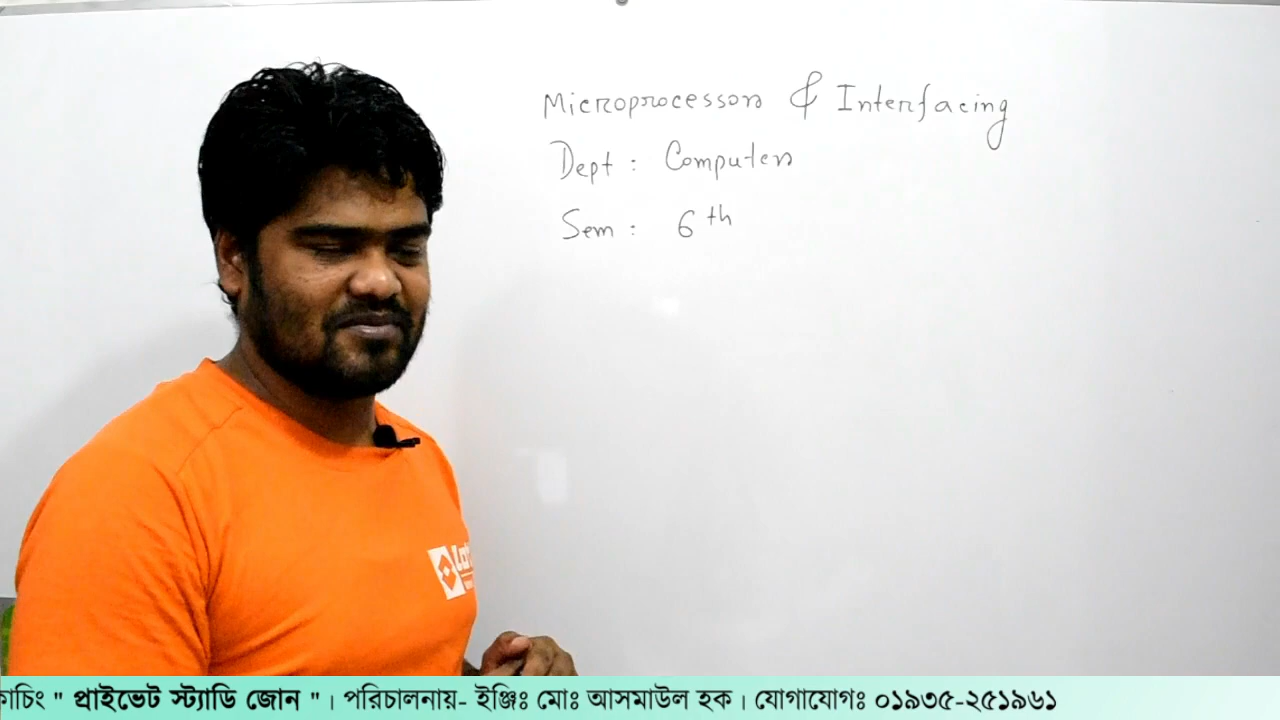 Microprocessor & Interfacing
Dept : Computer
Sem : 6th
কোচিং " প্রাইভেট স্ট্যাডি জোন " । পরিচালনায়- ইঞ্জিঃ মোঃ আসমাউল হক। যোগাযোগঃ ০১৯৩৫-২৫১৯৬১